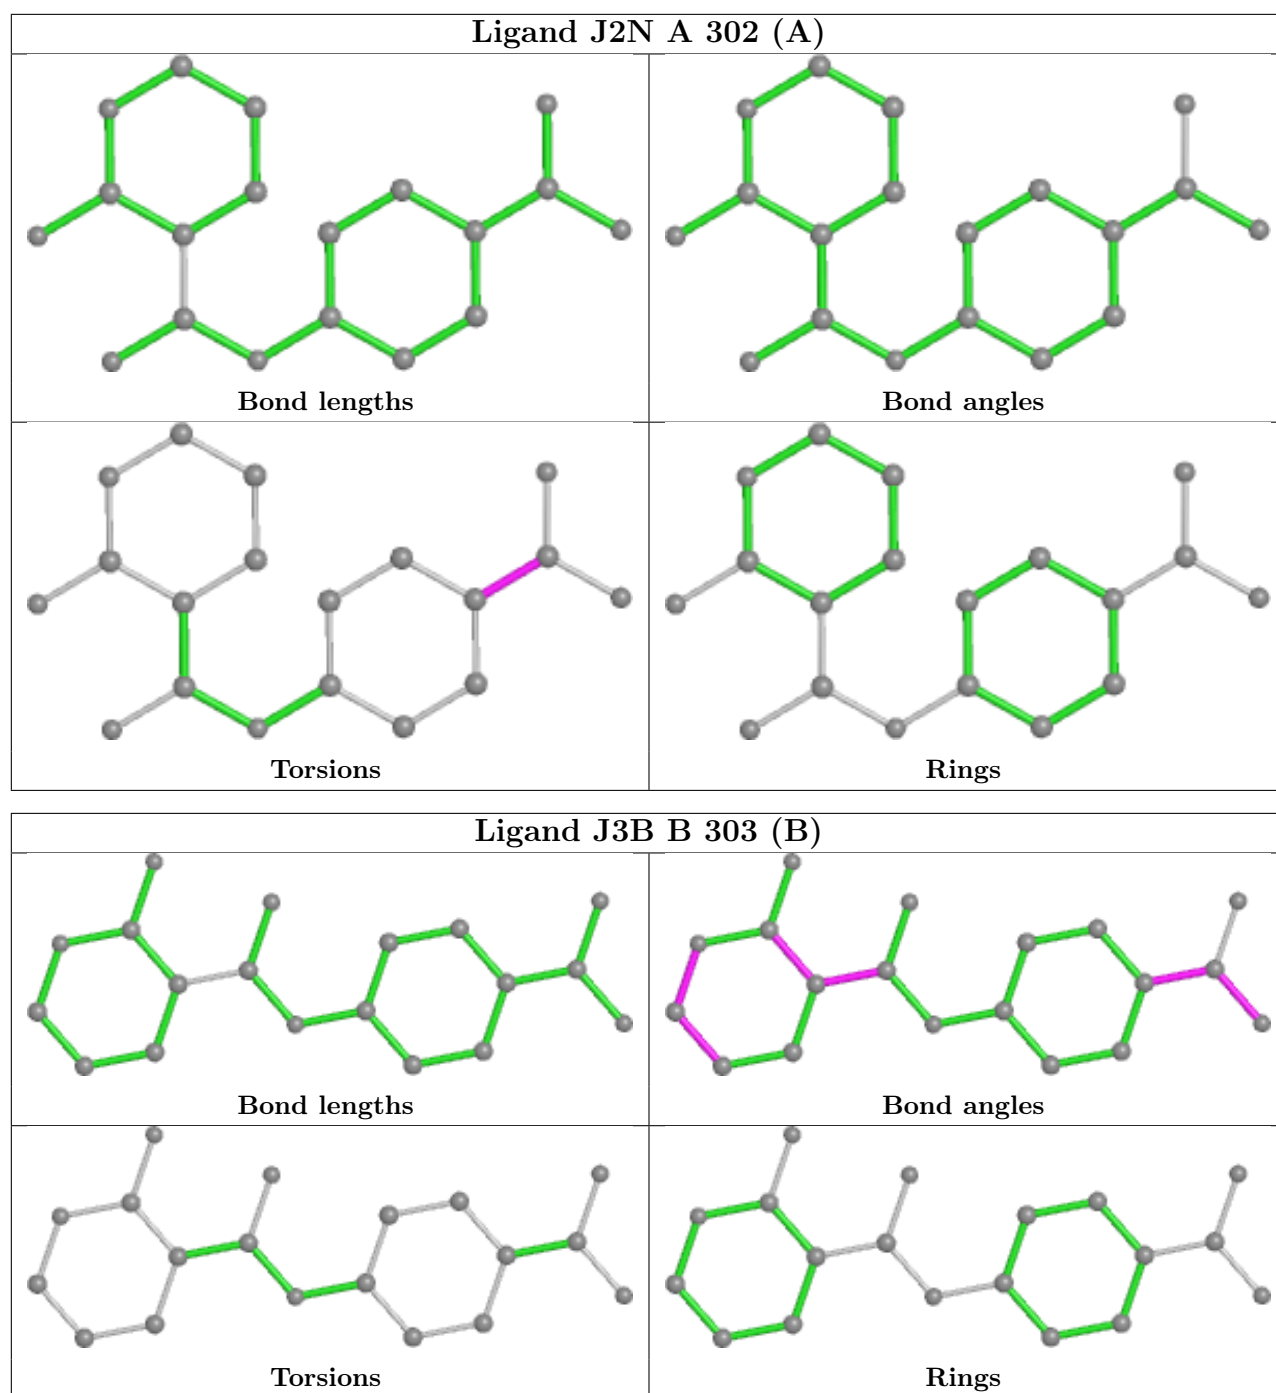 Ligand J2N A 302 (A)
Bond lengths
Bond angles
Torsions
Rings
Ligand J3B B 303 (B)
Bond lengths
Bond angles
Torsions
Rings